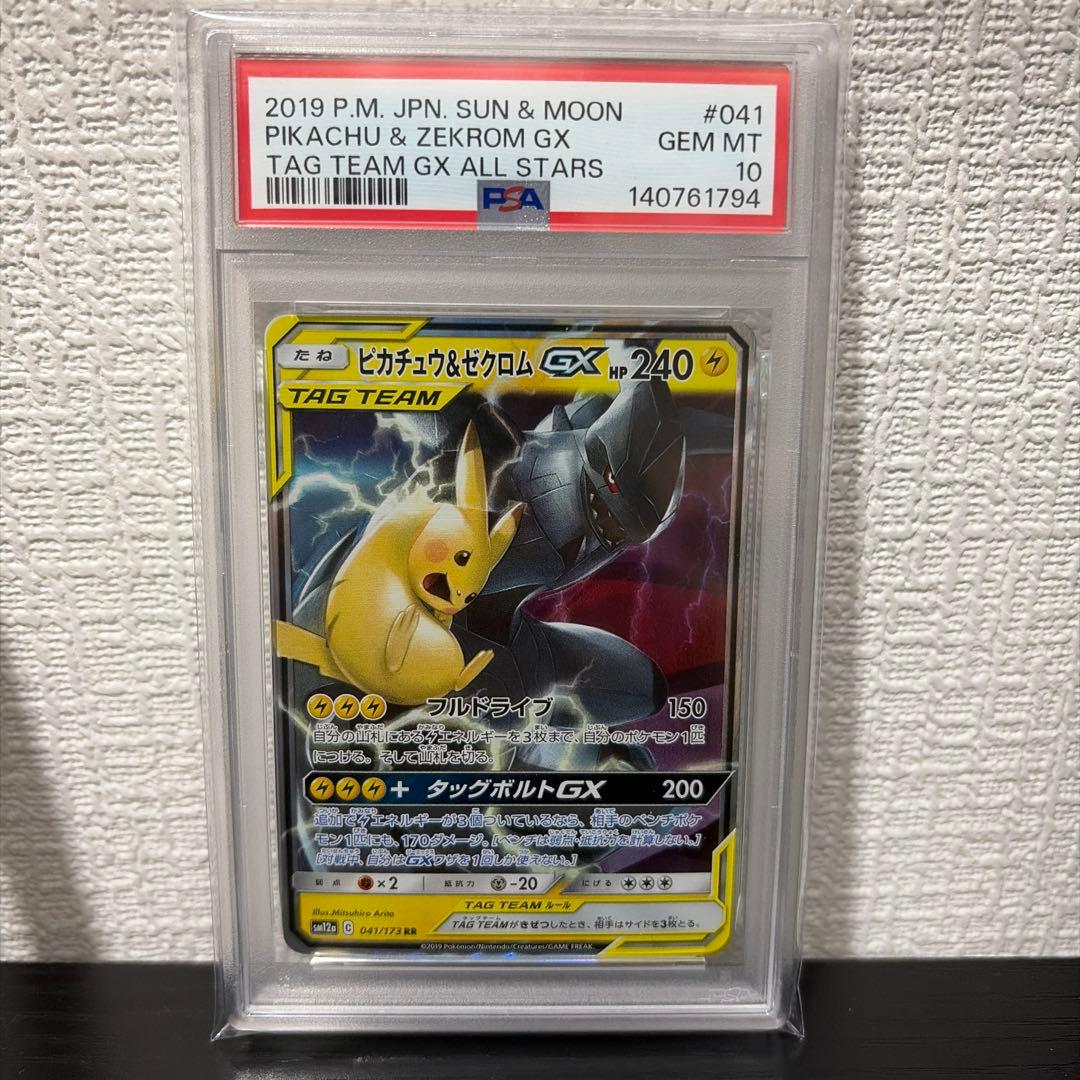 2019 P.M. JPN. SUN & MOON #041
PIKACHU & ZEKROM GX GEM MT
TAG TEAM GX ALL STARS 10
PSA 140761794
たね ピカチュウ&ゼクロム GX HP 240
TAG TEAM
フルドライブ 150
自分の山札にあるエネルギーを3枚まで、自分のポケモン1匹
につける。そして山札を切る。
+ タッグボルトGX 200
追加でエネルギーが3個ついているなら、相手のベンチポケ
モン1匹にも、170ダメージ。[ベンチは弱点・抵抗力を計算しない。]
[対戦中、自分はGXワザを1回しか使えない。]
弱点 ×2 抵抗力 -20 にげる
Illus.Mitsuhiro Arita TAG TEAM ルール
sm12a C 041/173 RR TAG TEAMがきぜつしたとき、相手はサイドを3枚とる。
©2019 Pokémon/Nintendo/Creatures/GAME FREAK.